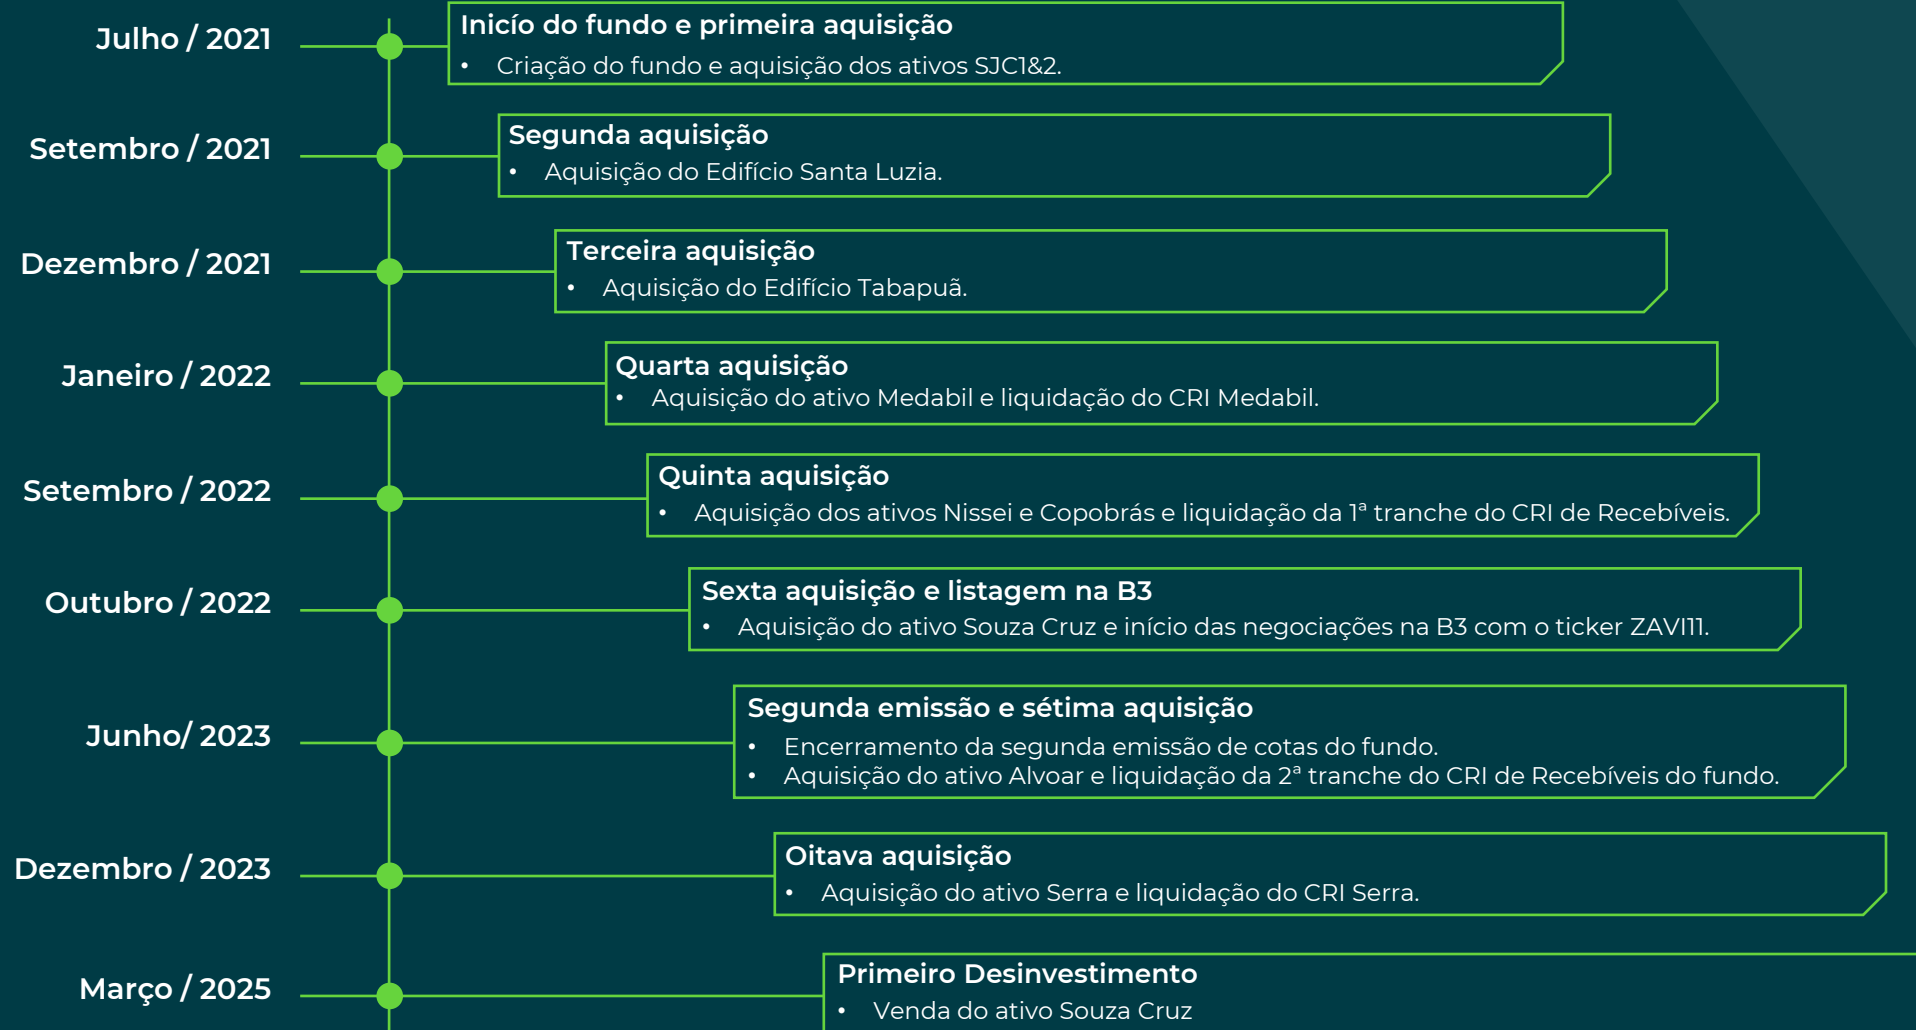 Julho / 2021
Inicío do fundo e primeira aquisição
• Criação do fundo e aquisição dos ativos SJC1&2.
Setembro / 2021
Segunda aquisição
• Aquisição do Edifício Santa Luzia.
Dezembro / 2021
Terceira aquisição
• Aquisição do Edifício Tabapuã.
Janeiro / 2022
Quarta aquisição
• Aquisição do ativo Medabil e liquidação do CRI Medabil.
Setembro / 2022
Quinta aquisição
• Aquisição dos ativos Nissei e Copobrás e liquidação da 1ª tranche do CRI de Recebíveis.
Outubro / 2022
Sexta aquisição e listagem na B3
• Aquisição do ativo Souza Cruz e início das negociações na B3 com o ticker ZAVI11.
Junho/ 2023
Segunda emissão e sétima aquisição
• Encerramento da segunda emissão de cotas do fundo.
• Aquisição do ativo Alvoar e liquidação da 2ª tranche do CRI de Recebíveis do fundo.
Dezembro / 2023
Oitava aquisição
• Aquisição do ativo Serra e liquidação do CRI Serra.
Março / 2025
Primeiro Desinvestimento
• Venda do ativo Souza Cruz